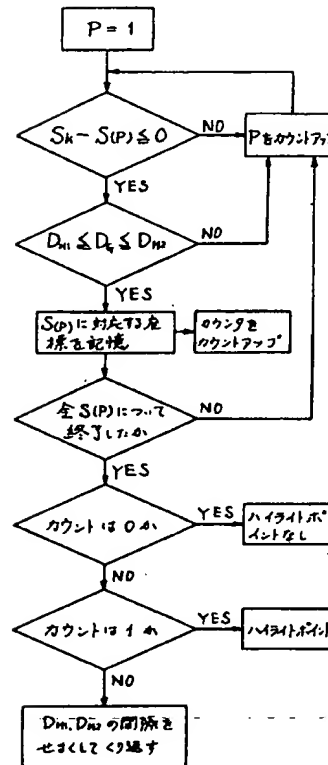 P = 1
Sk − S(P) ≦ 0
NO
Pをカウントアップ
YES
DH1 ≦ DG ≦ DH2
NO
YES
S(P)に対応する座
標を記憶
カウンタを
カウントアップ
全S(P)について
終了したか
NO
YES
カウントは0か
YES
ハイライトポ
イントなし
NO
カウントは1か
YES
ハイライトポイント
NO
DH1, DH2の間隔を
せまくしてくり返す